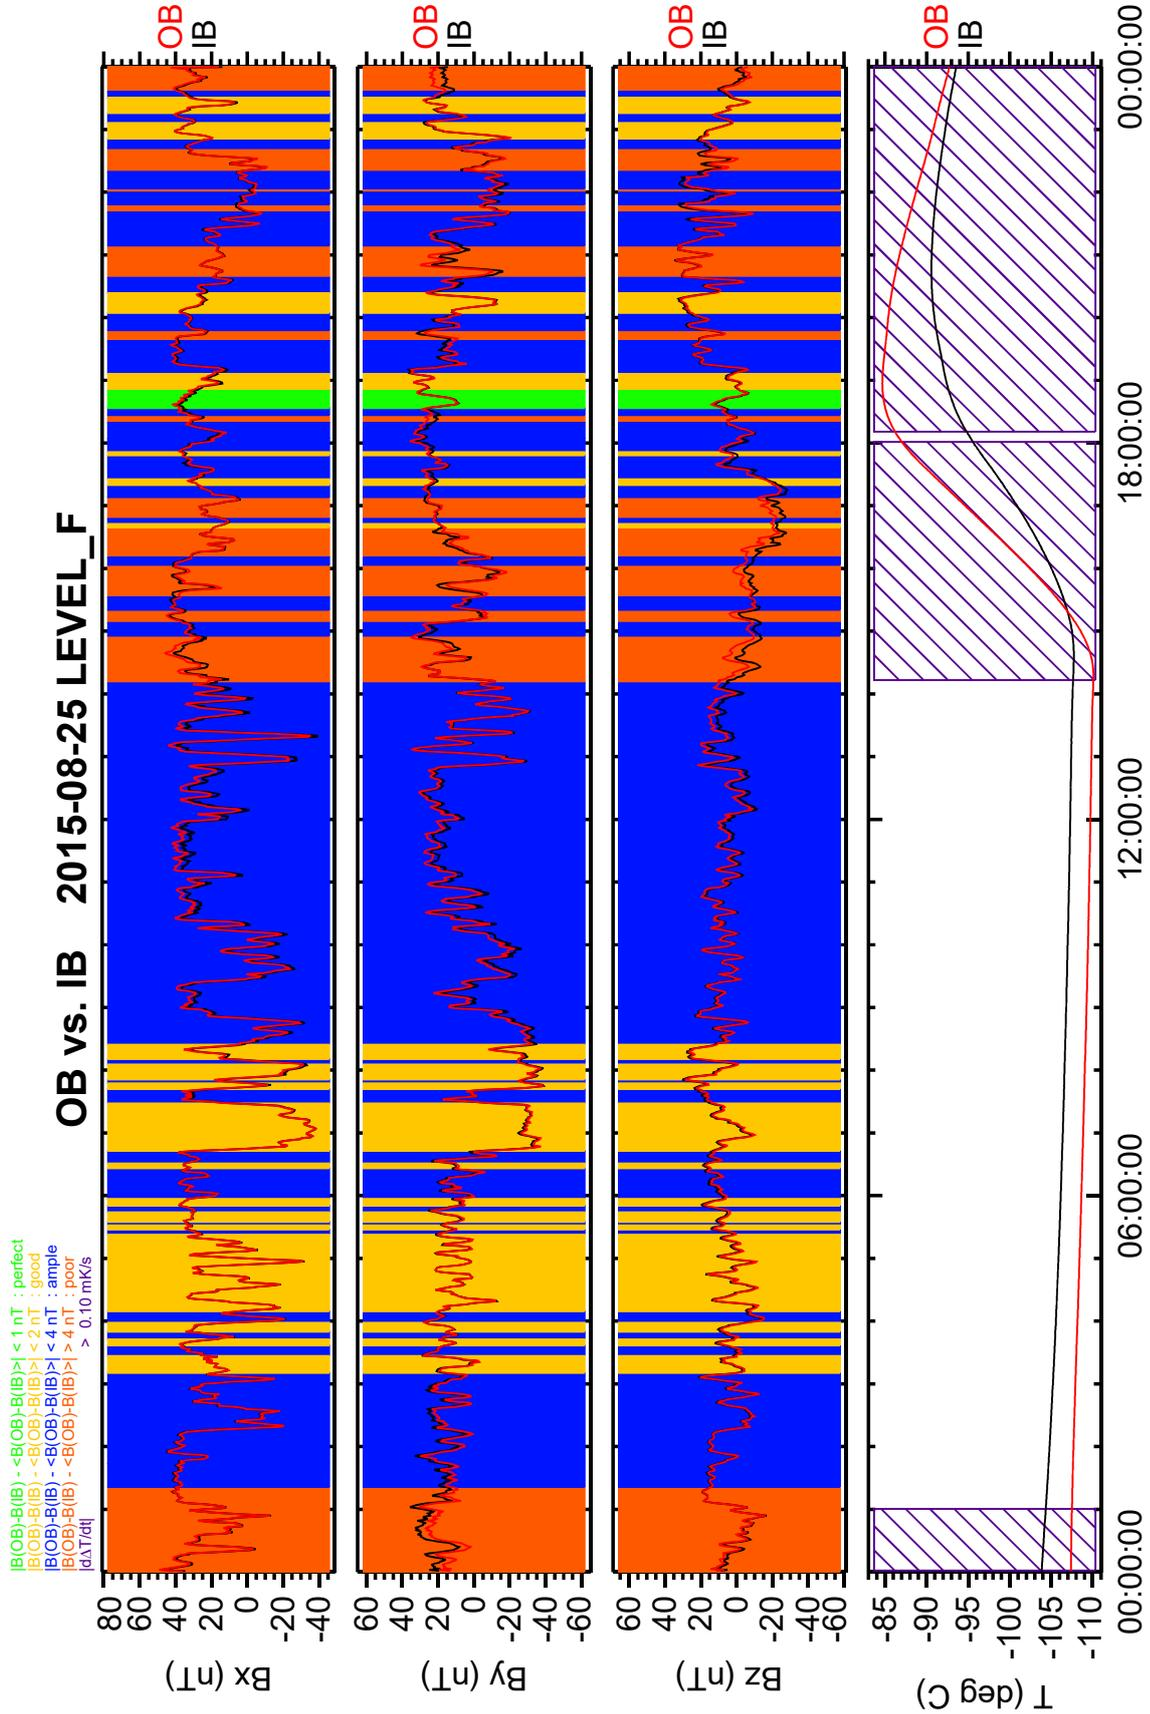 OB vs. IB 2015-08-25 LEVEL_F
|B(OB)-B(IB) - <B(OB)-B(IB)>| < 1 nT : perfect
|B(OB)-B(IB) - <B(OB)-B(IB)>| < 2 nT : good
|B(OB)-B(IB) - <B(OB)-B(IB)>| < 4 nT : ample
|B(OB)-B(IB) - <B(OB)-B(IB)>| > 4 nT : poor
|dΔT/dt| > 0.10 mK/s
Bx (nT)
80
60
40
20
0
-20
-40
OB
IB
By (nT)
60
40
20
0
-20
-40
-60
OB
IB
Bz (nT)
60
40
20
0
-20
-40
-60
OB
IB
T (deg C)
-85
-90
-95
-100
-105
-110
OB
IB
00:00:00 06:00:00 12:00:00 18:00:00 00:00:00